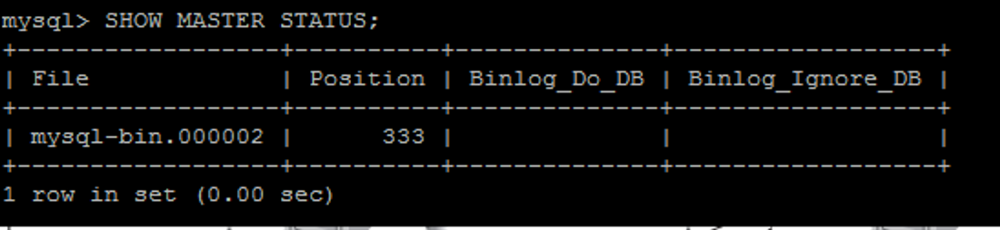 mysql> SHOW MASTER STATUS;
+------------------+----------+--------------+------------------+
| File             | Position | Binlog_Do_DB | Binlog_Ignore_DB |
+------------------+----------+--------------+------------------+
| mysql-bin.000002 |      333 |              |                  |
+------------------+----------+--------------+------------------+
1 row in set (0.00 sec)